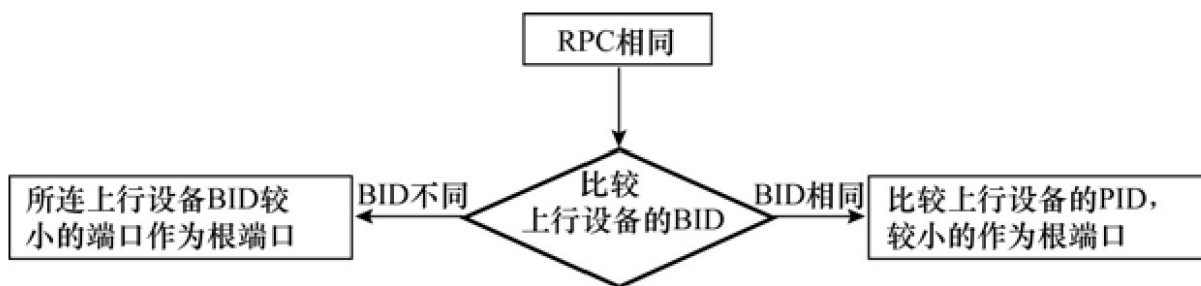 RPC相同
比较
上行设备的BID
BID不同
BID相同
所连上行设备BID较
小的端口作为根端口
比较上行设备的PID，
较小的作为根端口